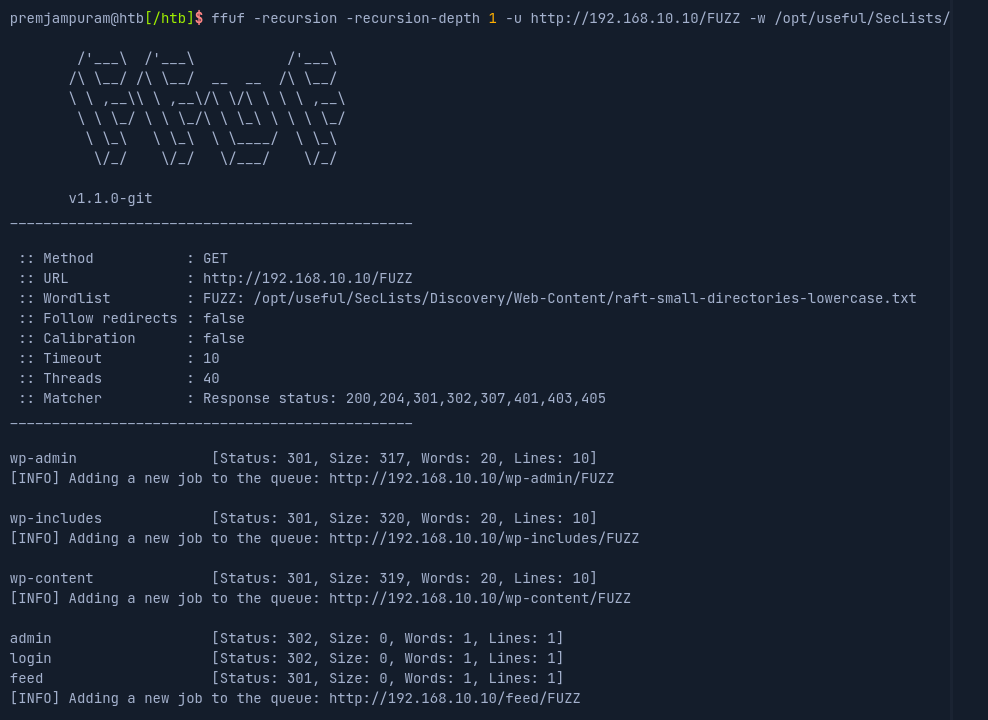 premjampuram@htb[/htb]$ ffuf -recursion -recursion-depth 1 -u http://192.168.10.10/FUZZ -w /opt/useful/SecLists/

        /'___\  /'___\           /'___\
       /\ \__/ /\ \__/  __  __  /\ \__/
       \ \ ,__\\ \ ,__\/\ \/\ \ \ \ ,__\
        \ \ \_/ \ \ \_/\ \ \_\ \ \ \ \_/
         \ \_\   \ \_\  \ \____/  \ \_\
          \/_/    \/_/   \/___/    \/_/

       v1.1.0-git
________________________________________________

 :: Method           : GET
 :: URL              : http://192.168.10.10/FUZZ
 :: Wordlist         : FUZZ: /opt/useful/SecLists/Discovery/Web-Content/raft-small-directories-lowercase.txt
 :: Follow redirects : false
 :: Calibration      : false
 :: Timeout          : 10
 :: Threads          : 40
 :: Matcher          : Response status: 200,204,301,302,307,401,403,405
________________________________________________

wp-admin                [Status: 301, Size: 317, Words: 20, Lines: 10]
[INFO] Adding a new job to the queue: http://192.168.10.10/wp-admin/FUZZ

wp-includes             [Status: 301, Size: 320, Words: 20, Lines: 10]
[INFO] Adding a new job to the queue: http://192.168.10.10/wp-includes/FUZZ

wp-content              [Status: 301, Size: 319, Words: 20, Lines: 10]
[INFO] Adding a new job to the queue: http://192.168.10.10/wp-content/FUZZ

admin                   [Status: 302, Size: 0, Words: 1, Lines: 1]
login                   [Status: 302, Size: 0, Words: 1, Lines: 1]
feed                    [Status: 301, Size: 0, Words: 1, Lines: 1]
[INFO] Adding a new job to the queue: http://192.168.10.10/feed/FUZZ